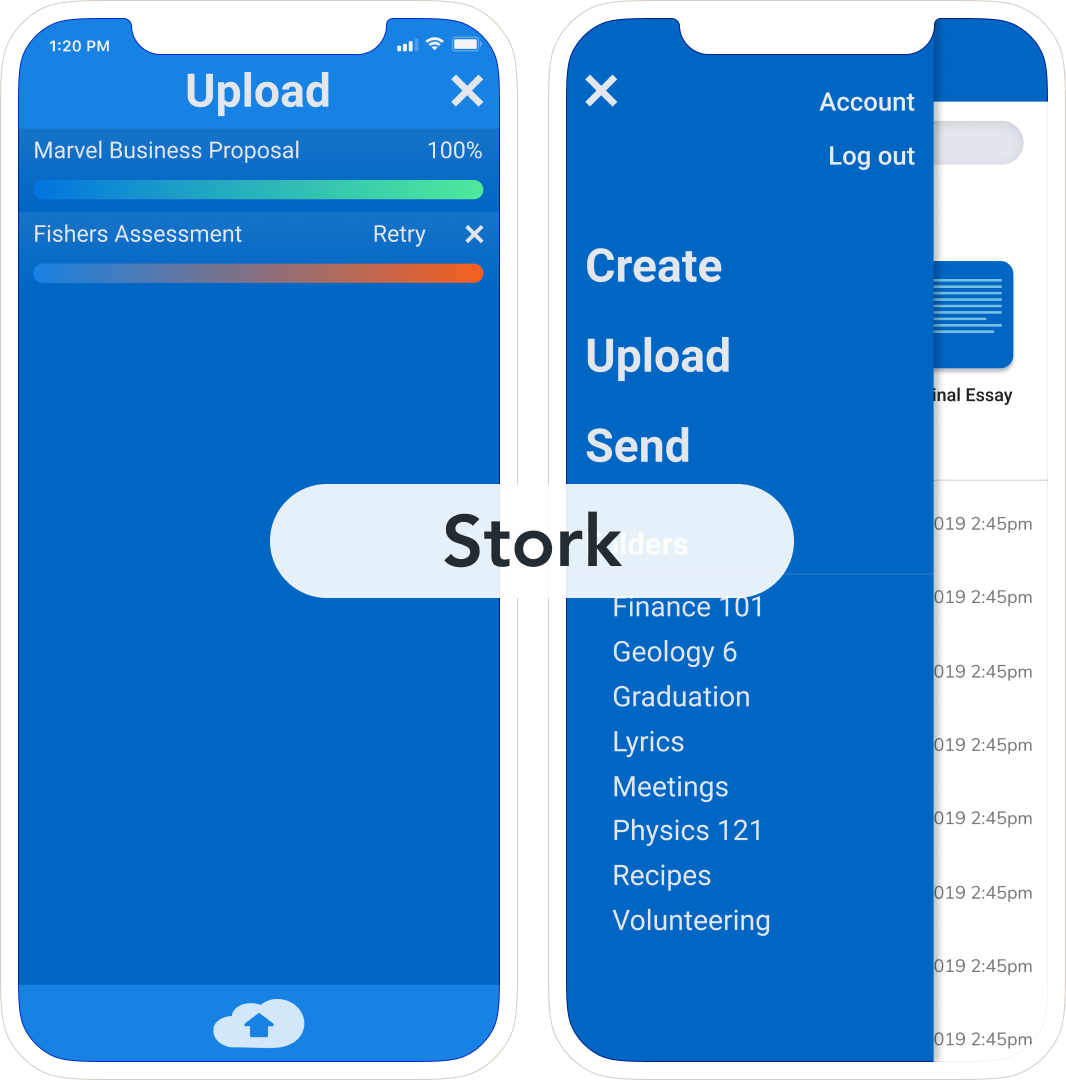 1:20 PM
Upload
Marvel Business Proposal 100%
Fishers Assessment Retry
Account
Log out
Create
Upload
Send
Stork
lders
Finance 101
Geology 6
Graduation
Lyrics
Meetings
Physics 121
Recipes
Volunteering
inal Essay
019 2:45pm
019 2:45pm
019 2:45pm
019 2:45pm
019 2:45pm
019 2:45pm
019 2:45pm
019 2:45pm